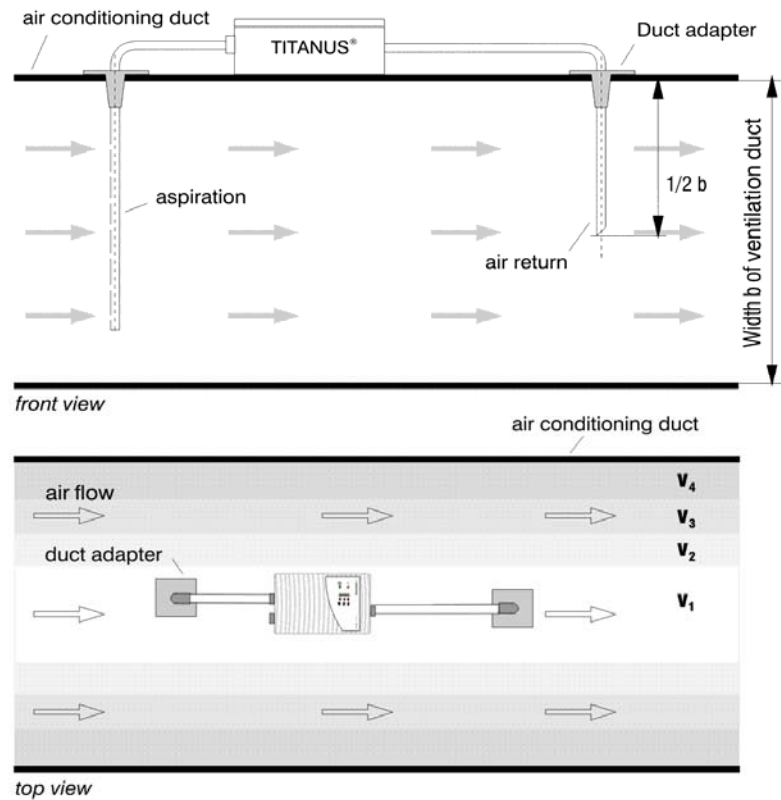 air conditioning duct
TITANUS®
Duct adapter
aspiration
1/2 b
air return
Width b of ventilation duct
front view
air conditioning duct
air flow
V4
V3
duct adapter
V2
V1
top view